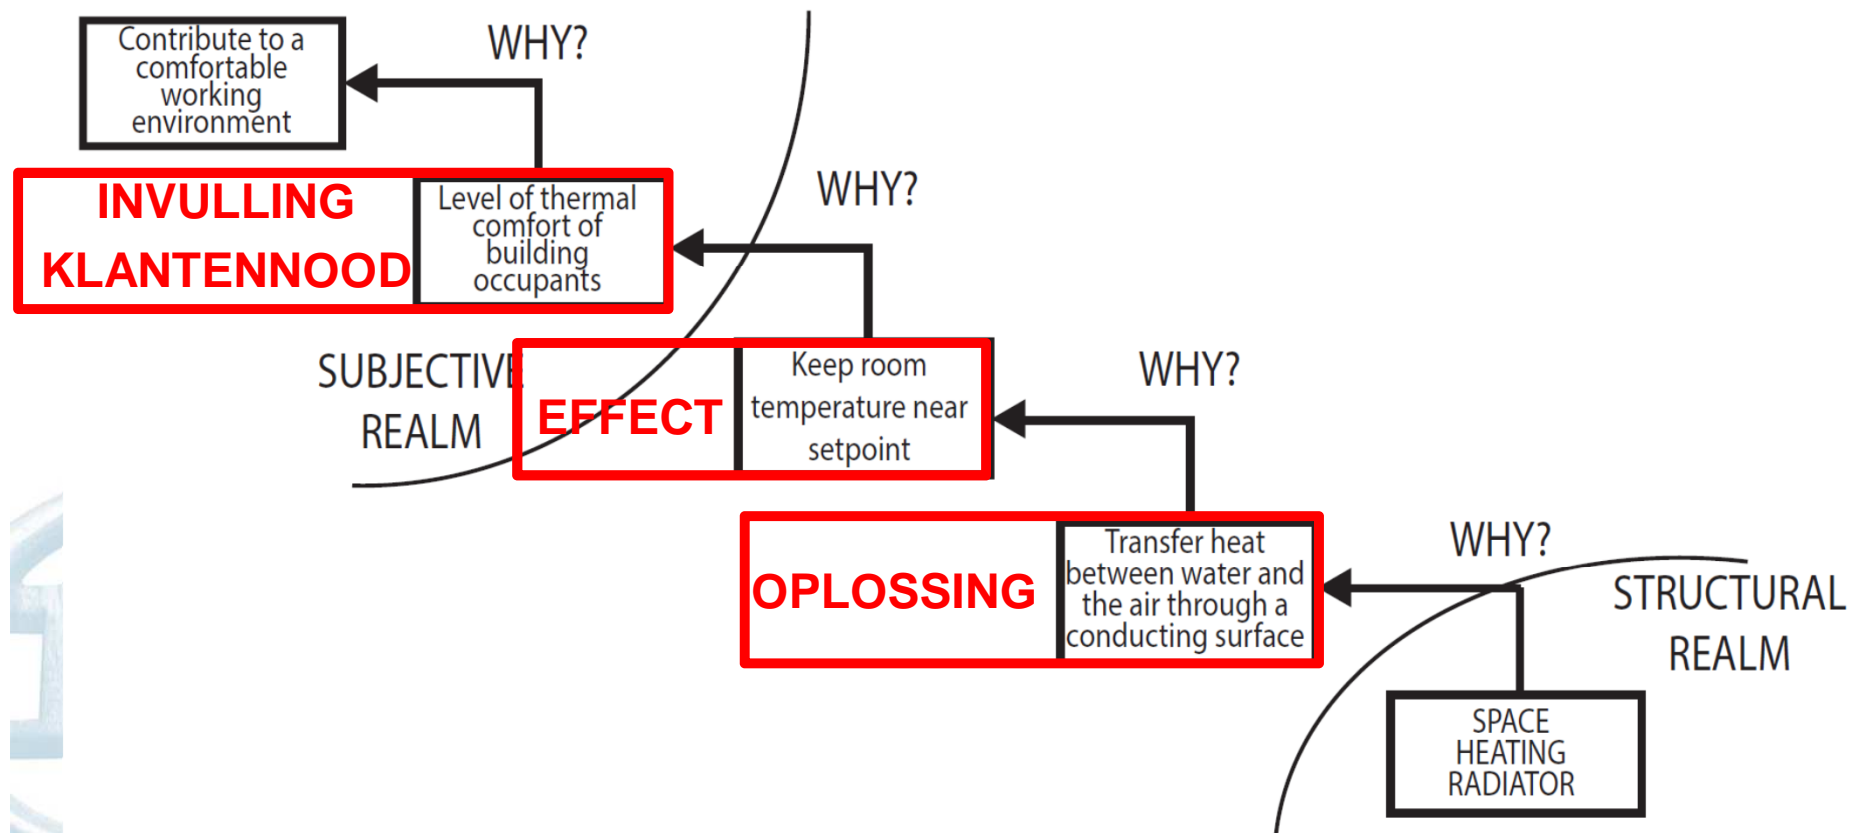 Contribute to a
comfortable
working
environment
WHY?
INVULLING
KLANTENNOOD
Level of thermal
comfort of
building
occupants
WHY?
SUBJECTIVE
REALM
EFFECT
Keep room
temperature near
setpoint
WHY?
OPLOSSING
Transfer heat
between water and
the air through a
conducting surface
WHY?
STRUCTURAL
REALM
SPACE
HEATING
RADIATOR